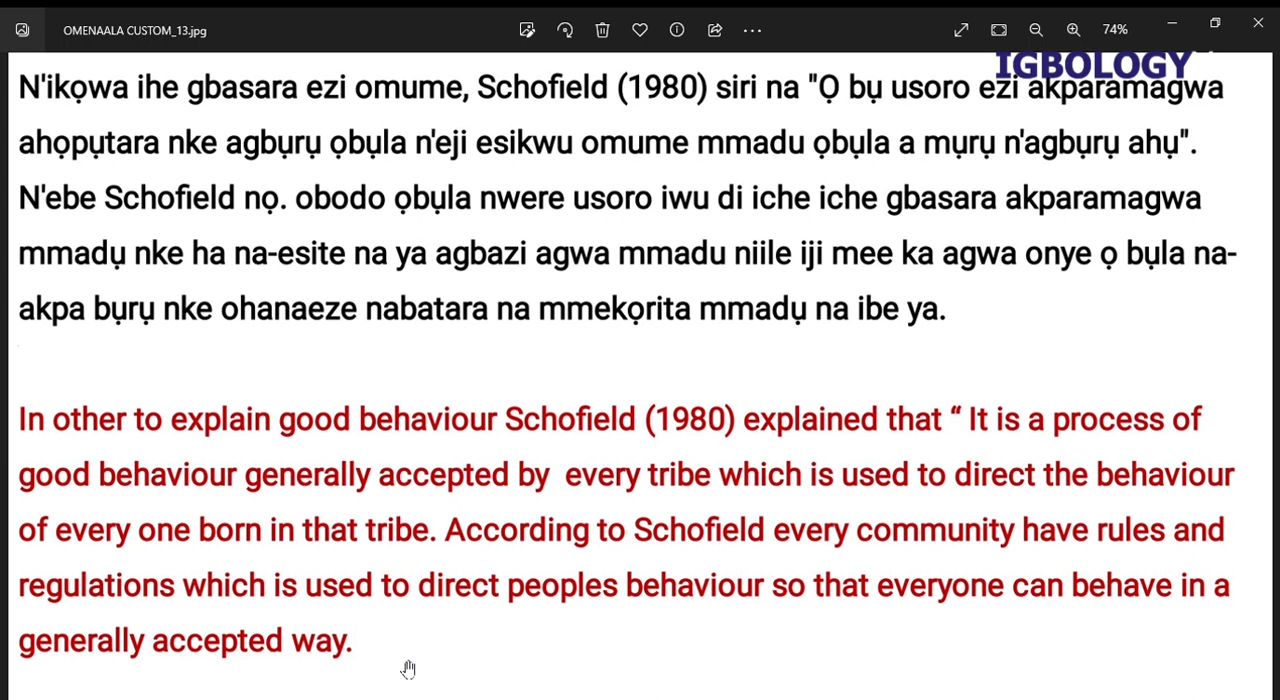 OMENAALA CUSTOM_13.jpg
74%
IGBOLOGY
N'ikọwa ihe gbasara ezi omume, Schofield (1980) siri na "Ọ bụ usoro ezi akparamagwa
ahọpụtara nke agbụrụ ọbụla n'eji esikwu omume mmadu ọbụla a mụrụ n'agbụrụ ahụ".
N'ebe Schofield nọ. obodo ọbụla nwere usoro iwu di iche iche gbasara akparamagwa
mmadụ nke ha na-esite na ya agbazi agwa mmadu niile iji mee ka agwa onye ọ bụla na-
akpa bụrụ nke ohanaeze nabatara na mmekọrita mmadụ na ibe ya.
In other to explain good behaviour Schofield (1980) explained that “ It is a process of
good behaviour generally accepted by  every tribe which is used to direct the behaviour
of every one born in that tribe. According to Schofield every community have rules and
regulations which is used to direct peoples behaviour so that everyone can behave in a
generally accepted way.